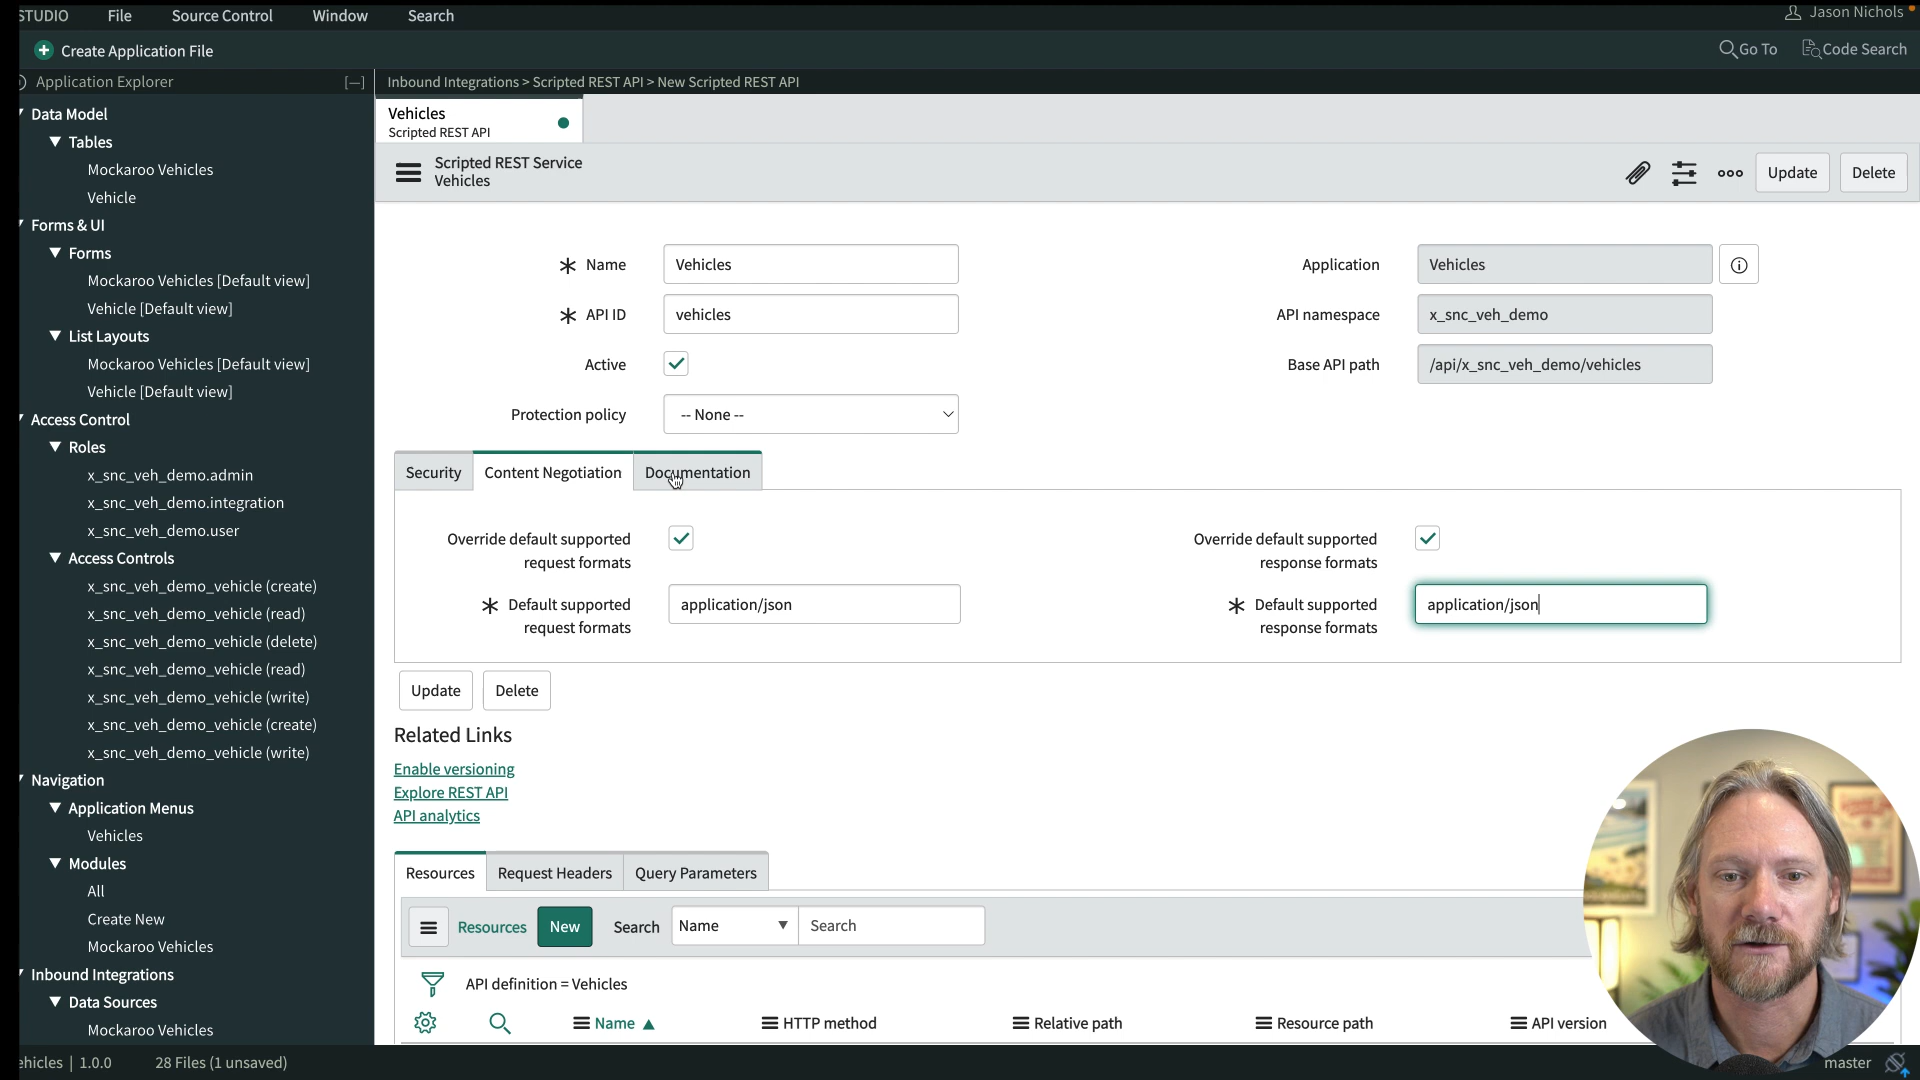 STUDIO File Source Control Window Search Jason Nichols
Create Application File Go To Code Search
Application Explorer [—] Inbound Integrations > Scripted REST API > New Scripted REST API
Data Model
Tables
Mockaroo Vehicles
Vehicle
Forms & UI
Forms
Mockaroo Vehicles [Default view]
Vehicle [Default view]
List Layouts
Mockaroo Vehicles [Default view]
Vehicle [Default view]
Access Control
Roles
x_snc_veh_demo.admin
x_snc_veh_demo.integration
x_snc_veh_demo.user
Access Controls
x_snc_veh_demo_vehicle (create)
x_snc_veh_demo_vehicle (read)
x_snc_veh_demo_vehicle (delete)
x_snc_veh_demo_vehicle (read)
x_snc_veh_demo_vehicle (write)
x_snc_veh_demo_vehicle (create)
x_snc_veh_demo_vehicle (write)
Navigation
Application Menus
Vehicles
Modules
All
Create New
Mockaroo Vehicles
Inbound Integrations
Data Sources
Mockaroo Vehicles
Vehicles
Scripted REST API
Scripted REST Service
Vehicles
Update Delete
Name Vehicles Application Vehicles
API ID vehicles API namespace x_snc_veh_demo
Active Base API path /api/x_snc_veh_demo/vehicles
Protection policy -- None --
Security Content Negotiation Documentation
Override default supported
request formats
Override default supported
response formats
Default supported
request formats
application/json
Default supported
response formats
application/json
Update Delete
Related Links
Enable versioning
Explore REST API
API analytics
Resources Request Headers Query Parameters
Resources New Search Name Search
API definition = Vehicles
Name HTTP method Relative path Resource path API version
ehicles | 1.0.0 28 Files (1 unsaved) master